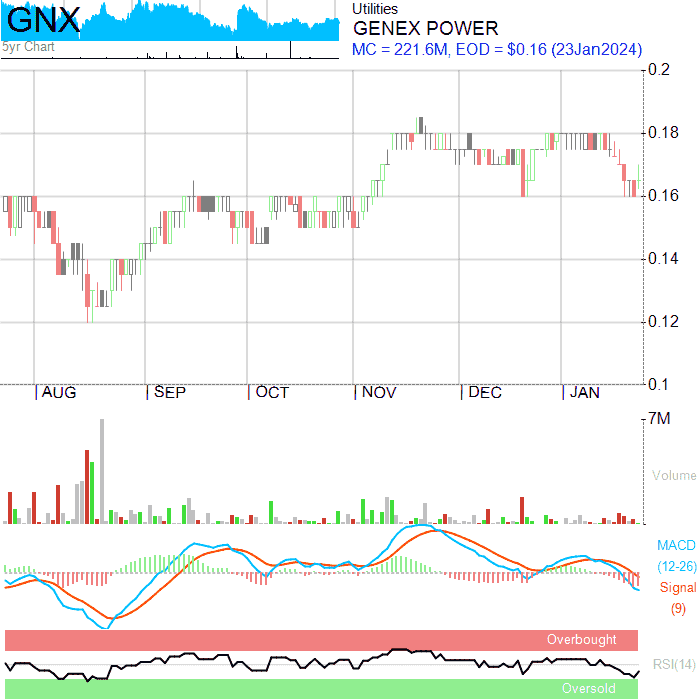 GNX
5yr Chart
Utilities
GENEX POWER
MC = 221.6M, EOD = $0.16 (23Jan2024)
0.2
0.18
0.16
0.14
0.12
0.1
AUG SEP OCT NOV DEC JAN
7M
Volume
MACD
(12-26)
Signal
(9)
Overbought
RSI(14)
Oversold